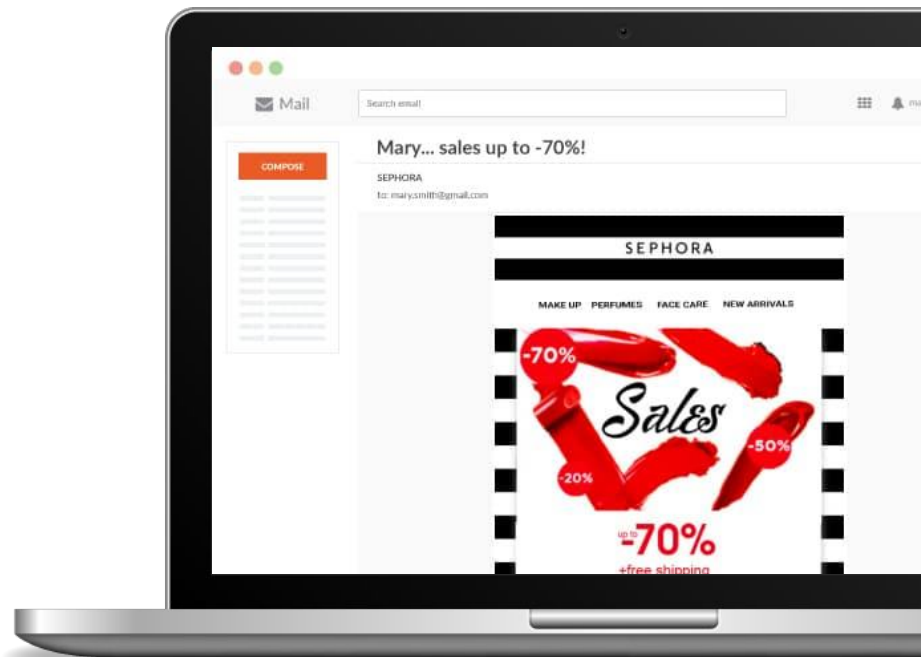 Mail
Search email
ma
COMPOSE
Mary... sales up to -70%!
SEPHORA
to: mary.smith@gmail.com
SEPHORA
MAKE UP PERFUMES FACE CARE NEW ARRIVALS
-70%
Sales
-50%
-20%
up to
-70%
+free shipping